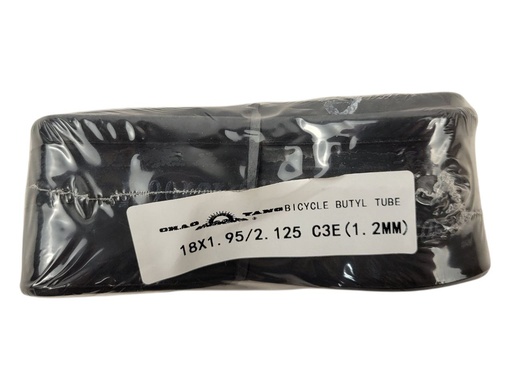 CHAO YANG BICYCLE BUTYL TUBE
18X1.95/2.125 C3E(1.2MM)